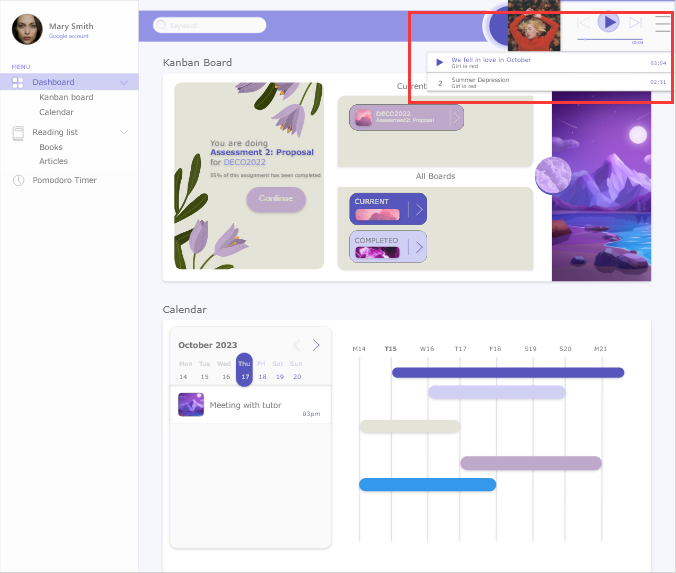 Mary Smith
Google account
MENU
Dashboard
Kanban board
Calendar
Reading list
Books
Articles
Pomodoro Timer
Keyword
00:04
We fell in love in October
Girl in red
03:04
2
Summer Depression
Girl in red
02:31
Kanban Board
You are doing
Assessment 2: Proposal
for DECO2022
55% of this assignment has been completed
Continue
Current
DECO2022
Assessment2: Proposal
All Boards
CURRENT
COMPLETED
Calendar
October 2023
Mon Tue Wed Thu Fri Sat Sun
14 15 16 17 18 19 20
Meeting with tutor
03pm
M14 T15 W16 T17 F18 S19 S20 M21